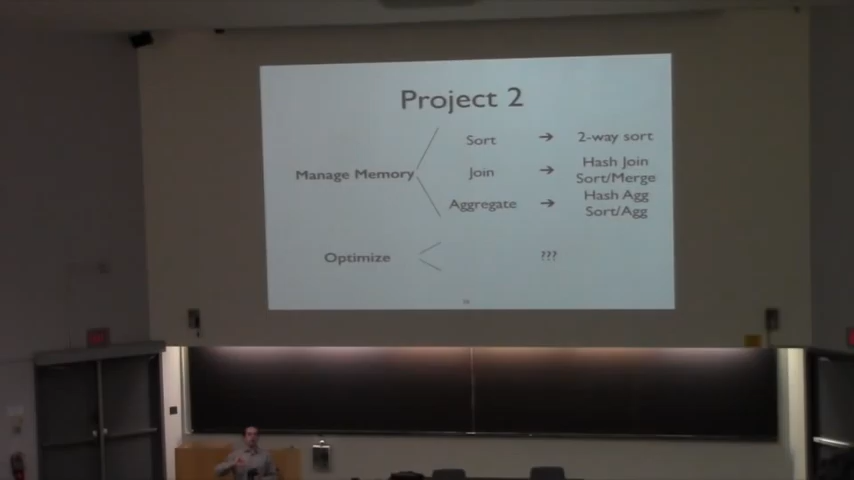 Project 2
Sort → 2-way sort
Manage Memory Join → Hash Join
Sort/Merge
Aggregate → Hash Agg
Sort/Agg
Optimize ???